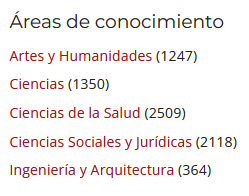 Áreas de conocimiento
Artes y Humanidades (1247)
Ciencias (1350)
Ciencias de la Salud (2509)
Ciencias Sociales y Jurídicas (2118)
Ingeniería y Arquitectura (364)